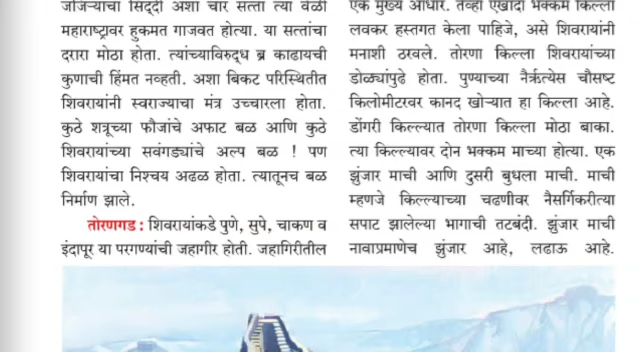 जंजिऱ्याचा सिद्दी अशा चार सत्ता त्या वेळी
महाराष्ट्रावर हुकमत गाजवत होत्या. या सत्तांचा
दरारा मोठा होता. त्यांच्याविरुद्ध ब्र काढायची
कुणाची हिंमत नव्हती. अशा बिकट परिस्थितीत
शिवरायांनी स्वराज्याचा मंत्र उच्चारला होता.
कुठे शत्रूच्या फौजांचे अफाट बळ आणि कुठे
शिवरायांच्या सवंगड्यांचे अल्प बळ ! पण
शिवरायांचा निश्चय अढळ होता. त्यातूनच बळ
निर्माण झाले.
तोरणगड : शिवरायांकडे पुणे, सुपे, चाकण व
इंदापूर या परगण्यांची जहागीर होती. जहागिरीतील
एक मुख्य आधार. तेव्हा एखादा भक्कम किल्ला
लवकर हस्तगत केला पाहिजे, असे शिवरायांनी
मनाशी ठरवले. तोरणा किल्ला शिवरायांच्या
डोळ्यांपुढे होता. पुण्याच्या नैर्ऋत्येस चौसष्ट
किलोमीटरवर कानद खोऱ्यात हा किल्ला आहे.
डोंगरी किल्ल्यात तोरणा किल्ला मोठा बाका.
त्या किल्ल्यावर दोन भक्कम माच्या होत्या. एक
झुंजार माची आणि दुसरी बुधला माची. माची
म्हणजे किल्ल्याच्या चढणीवर नैसर्गिकरीत्या
सपाट झालेल्या भागाची तटबंदी. झुंजार माची
नावाप्रमाणेच झुंजार आहे, लढाऊ आहे.